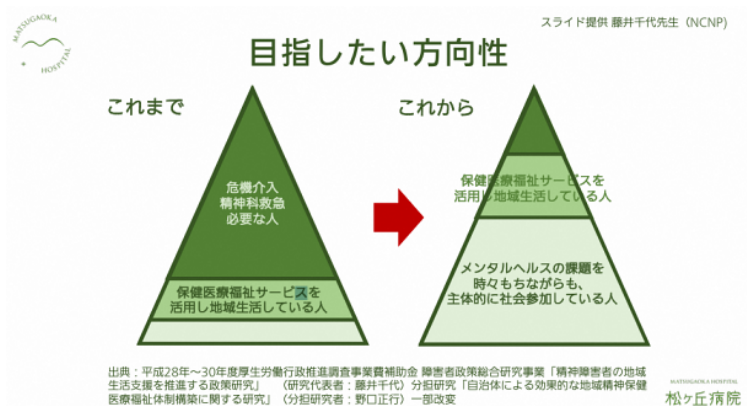 MATSUGAOKA HOSPITAL
スライド提供 藤井千代先生（NCNP）
目指したい方向性
これまで
危機介入
精神科救急
必要な人
保健医療福祉サービスを
活用し地域生活している人
これから
保健医療福祉サービスを
活用し地域生活している人
メンタルヘルスの課題を
時々もちながらも、
主体的に社会参加している人
出典：平成28年～30年度厚生労働行政推進調査事業費補助金 障害者政策総合研究事業「精神障害者の地域
生活支援を推進する政策研究」　（研究代表者：藤井千代）分担研究「自治体による効果的な地域精神保健
医療福祉体制構築に関する研究」（分担研究者：野口正行）一部改変
MATSUGAOKA HOSPITAL
松ヶ丘病院